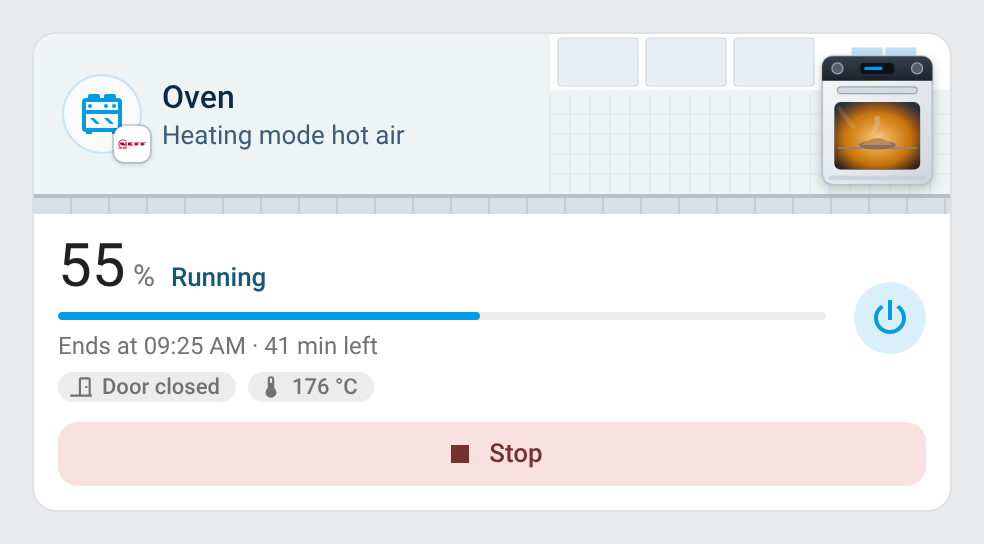 Oven
Heating mode hot air
55 % Running
Ends at 09:25 AM · 41 min left
Door closed
176 °C
Stop